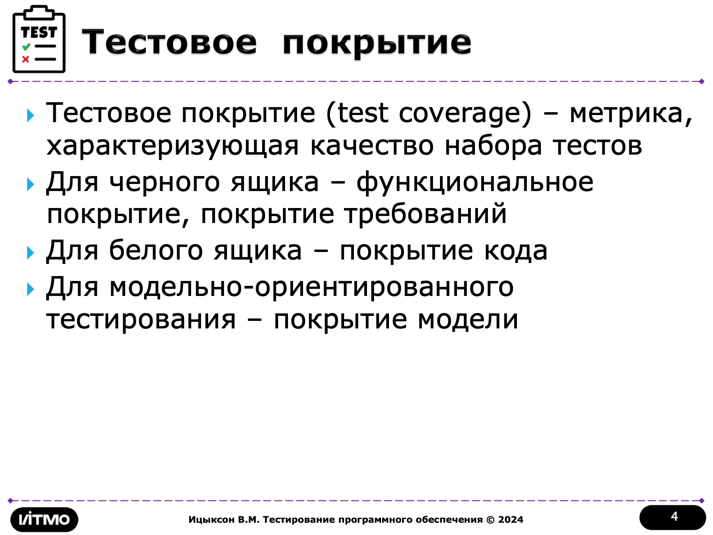 TEST
Тестовое покрытие
Тестовое покрытие (test coverage) – метрика,
характеризующая качество набора тестов
Для черного ящика – функциональное
покрытие, покрытие требований
Для белого ящика – покрытие кода
Для модельно-ориентированного
тестирования – покрытие модели
ИТМО
Ицыксон В.М. Тестирование программного обеспечения © 2024
4